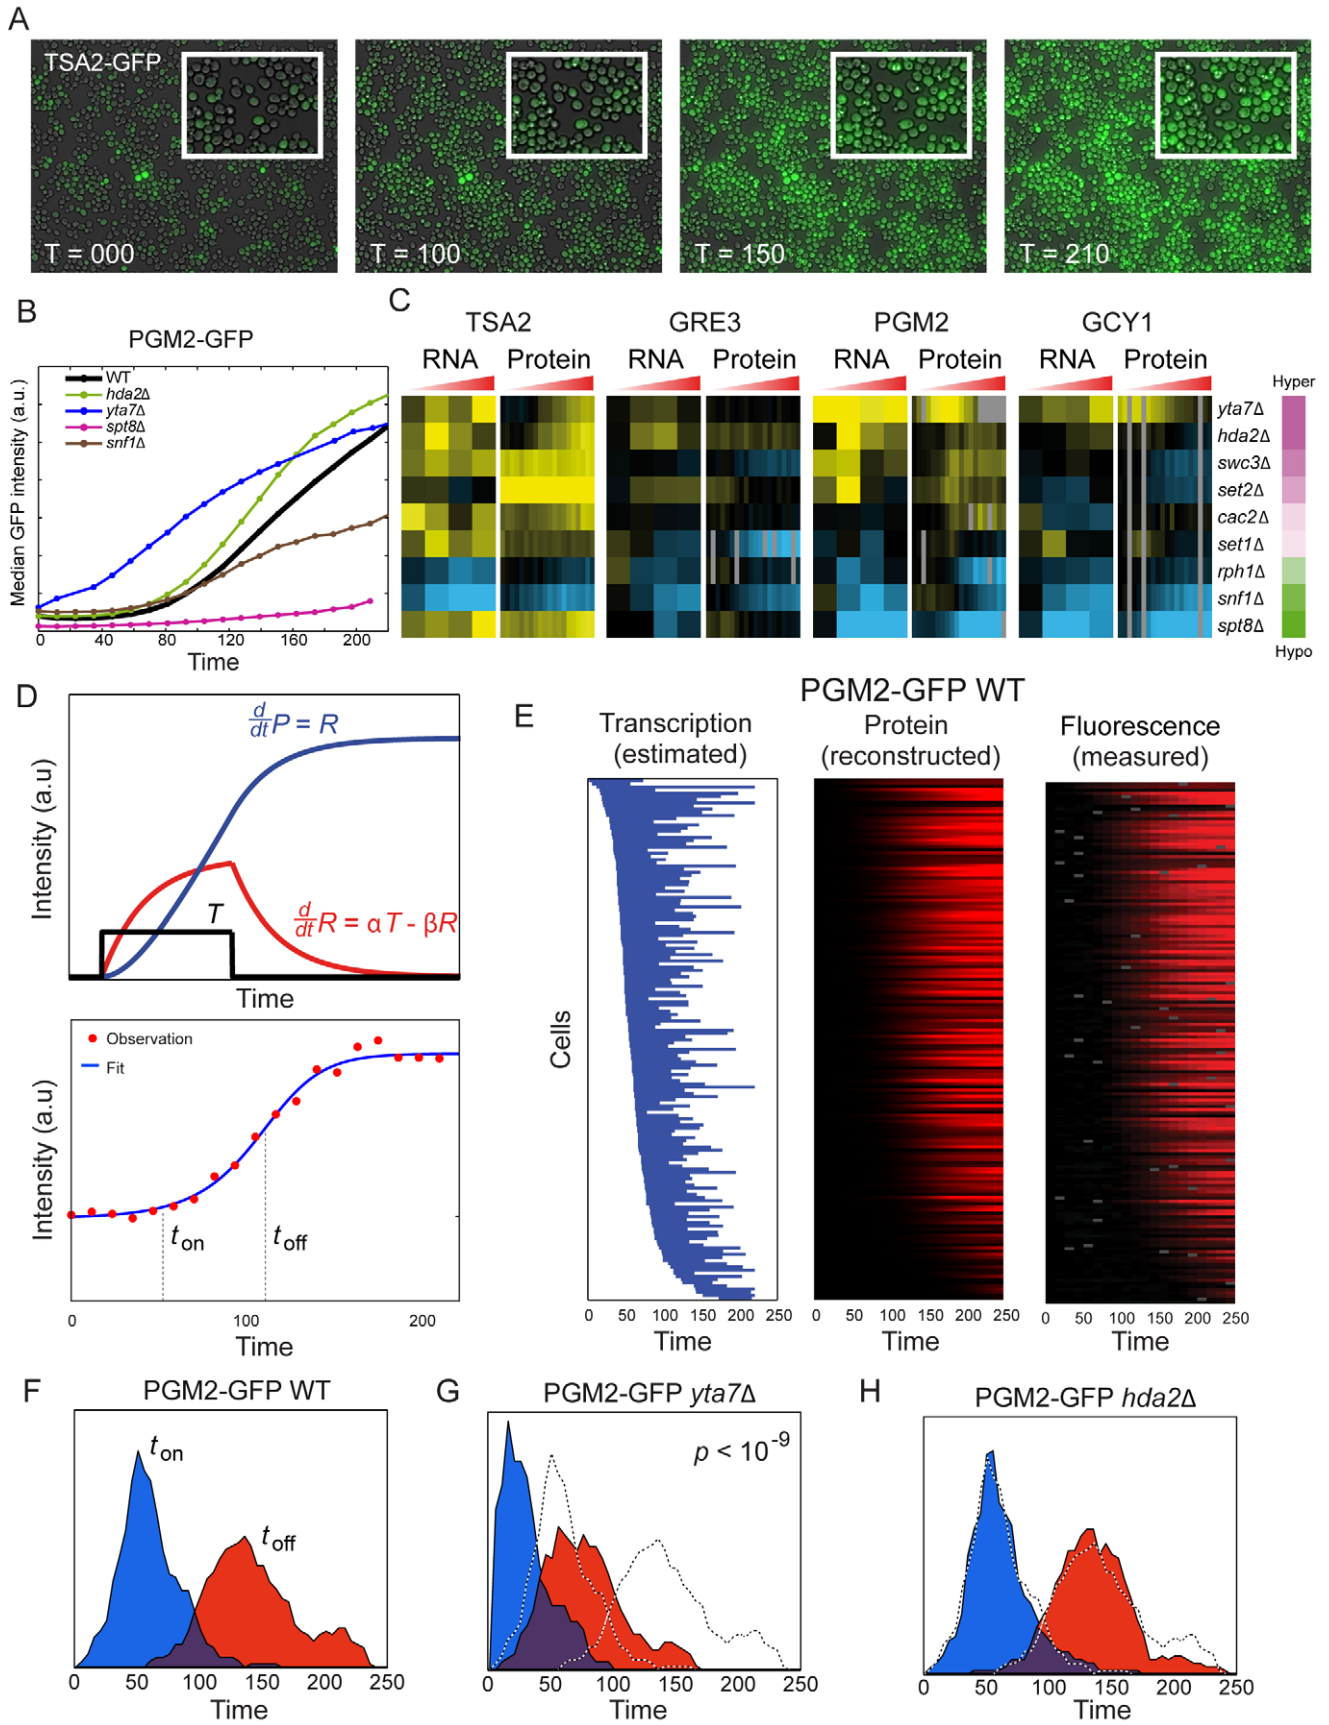 A
TSA2-GFP
T = 000
T = 100
T = 150
T = 210
B
PGM2-GFP
Median GFP intensity (a.u.)
WT
hda2Δ
yta7Δ
spt8Δ
snf1Δ
0 40 80 120 160 200
Time
C
TSA2 GRE3 PGM2 GCY1
RNA Protein RNA Protein RNA Protein RNA Protein
Hyper
yta7Δ
hda2Δ
swc3Δ
set2Δ
cac2Δ
set1Δ
rph1Δ
snf1Δ
spt8Δ
Hypo
D
Intensity (a.u)
d/dt P = R
T
d/dt R = αT - βR
Time
Observation
Fit
Intensity (a.u)
t on
t off
0 100 200
Time
E
PGM2-GFP WT
Transcription
(estimated)
Protein
(reconstructed)
Fluorescence
(measured)
Cells
0 50 100 150 200 250
0 50 100 150 200 250
0 50 100 150 200 250
Time
Time
Time
F
PGM2-GFP WT
t on
t off
0 50 100 150 200 250
Time
G
PGM2-GFP yta7Δ
p < 10⁻⁹
0 50 100 150 200 250
Time
H
PGM2-GFP hda2Δ
0 50 100 150 200 250
Time